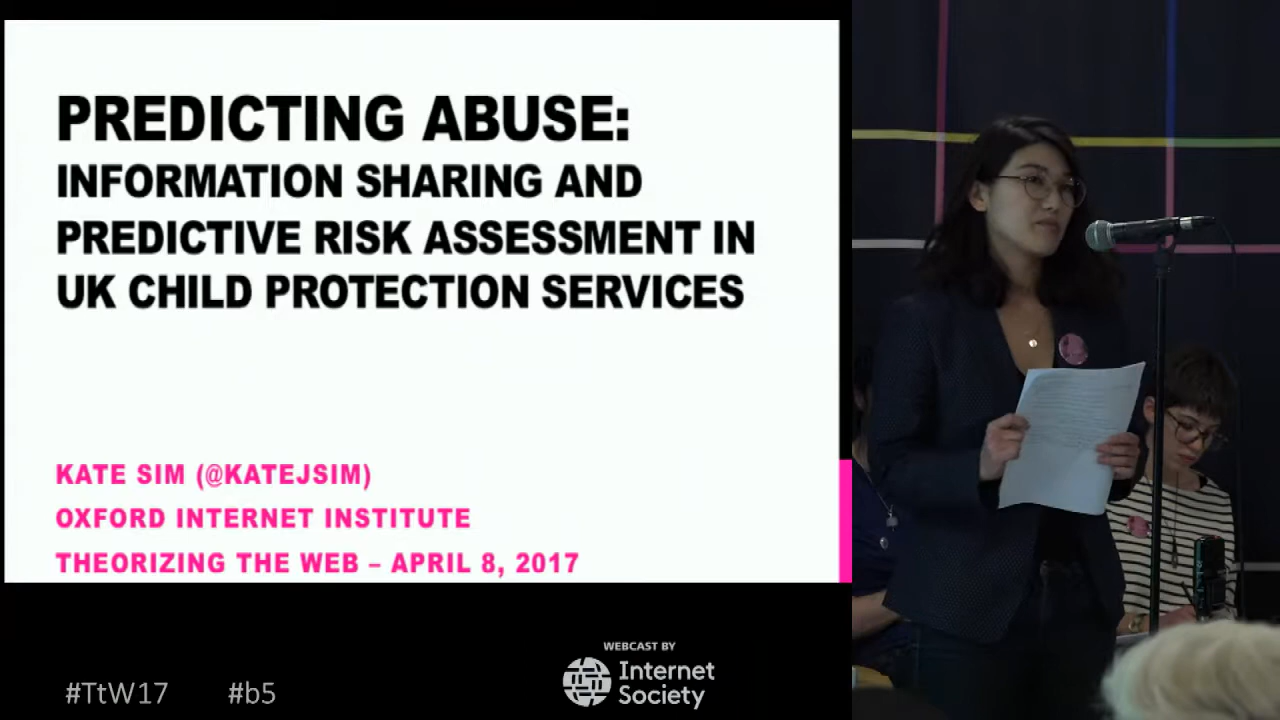 PREDICTING ABUSE:
INFORMATION SHARING AND
PREDICTIVE RISK ASSESSMENT IN
UK CHILD PROTECTION SERVICES
KATE SIM (@KATEJSIM)
OXFORD INTERNET INSTITUTE
THEORIZING THE WEB – APRIL 8, 2017
#TtW17 #b5
WEBCAST BY
Internet
Society